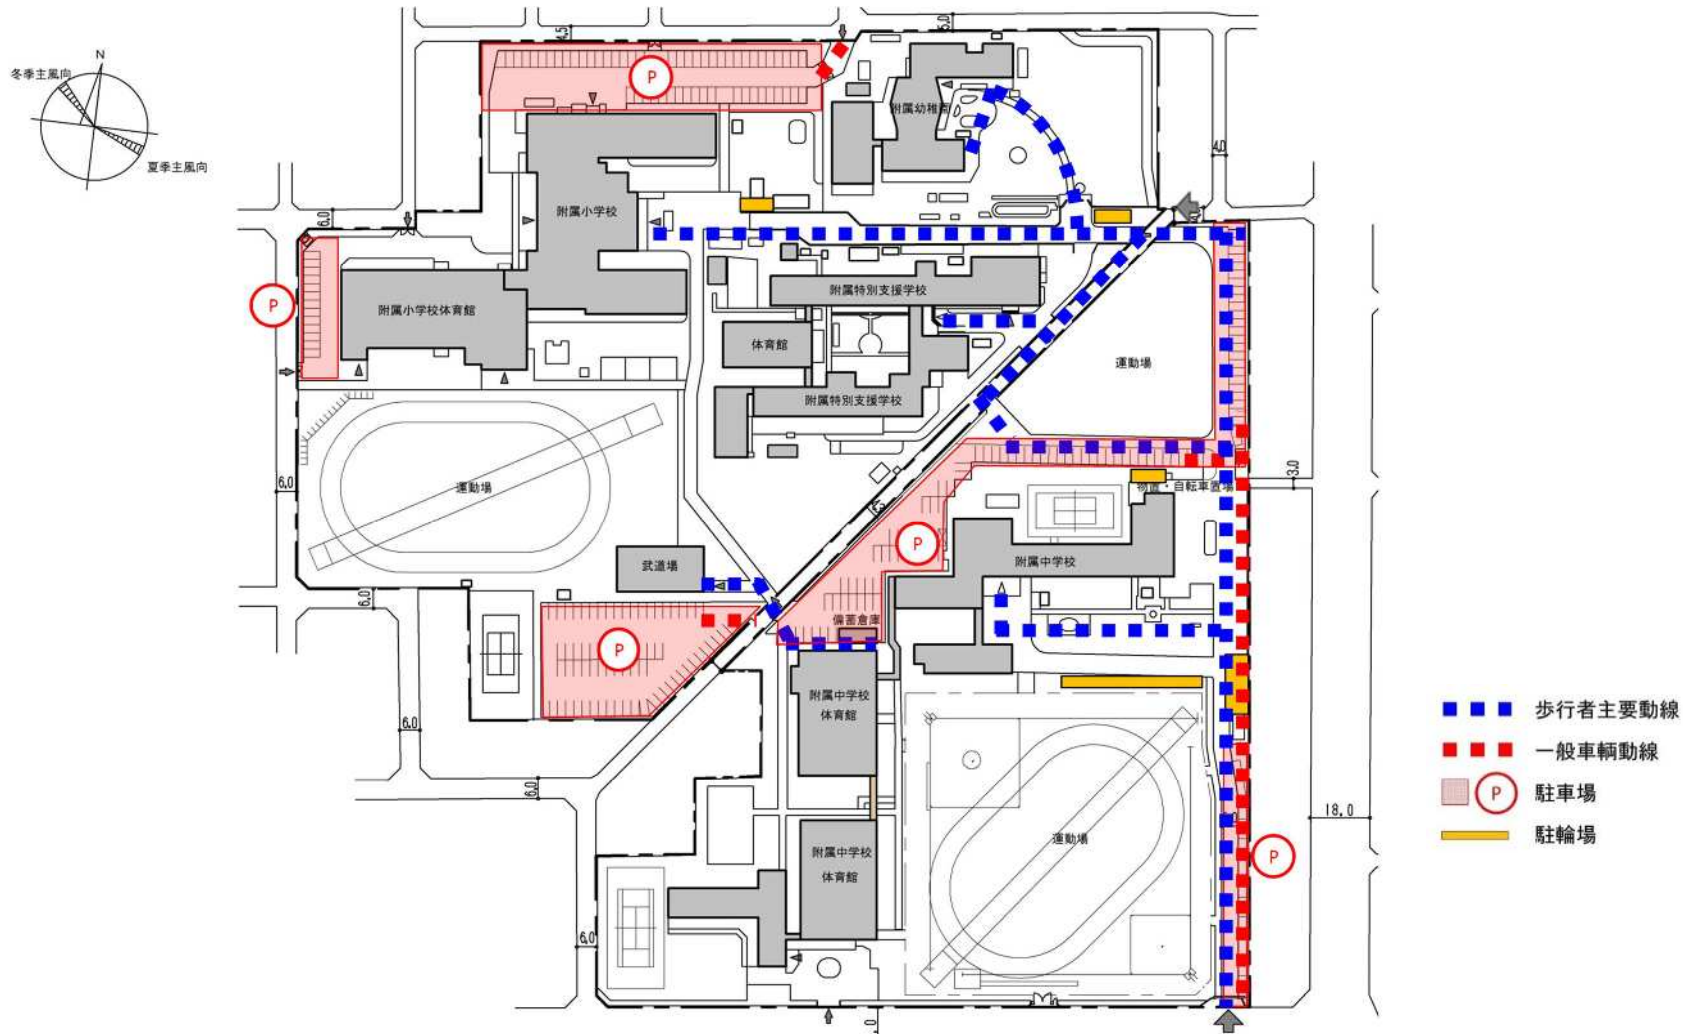 N
冬季主風向
夏季主風向
4.5
5.0
P
附属幼稚園
4.0
6.0
附属小学校
P
附属小学校体育館
附属特別支援学校
体育館
附属特別支援学校
運動場
6.0
運動場
3.0
物置・自転車置場
P
附属中学校
武道場
6.0
備蓄倉庫
P
附属中学校
体育館
6.0
6.0
歩行者主要動線
一般車輌動線
P
駐車場
駐輪場
18.0
附属中学校
体育館
運動場
P
6.0